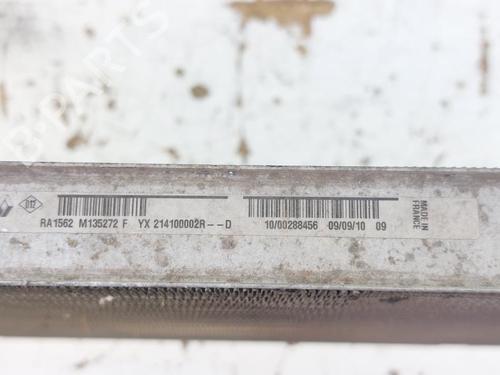 RA1562 M135272 F YX 214100002R--D 10/00288456 09/09/10 09
MADE IN
FRANCE
B-PARTS